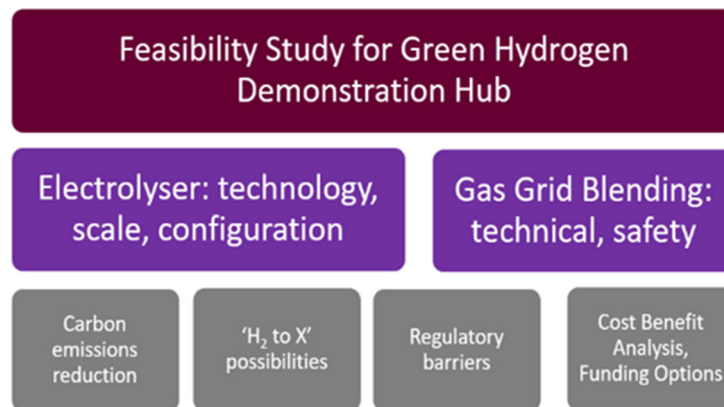 Feasibility Study for Green Hydrogen
Demonstration Hub
Electrolyser: technology,
scale, configuration
Gas Grid Blending:
technical, safety
Carbon
emissions
reduction
‘H₂ to X’
possibilities
Regulatory
barriers
Cost Benefit
Analysis,
Funding Options